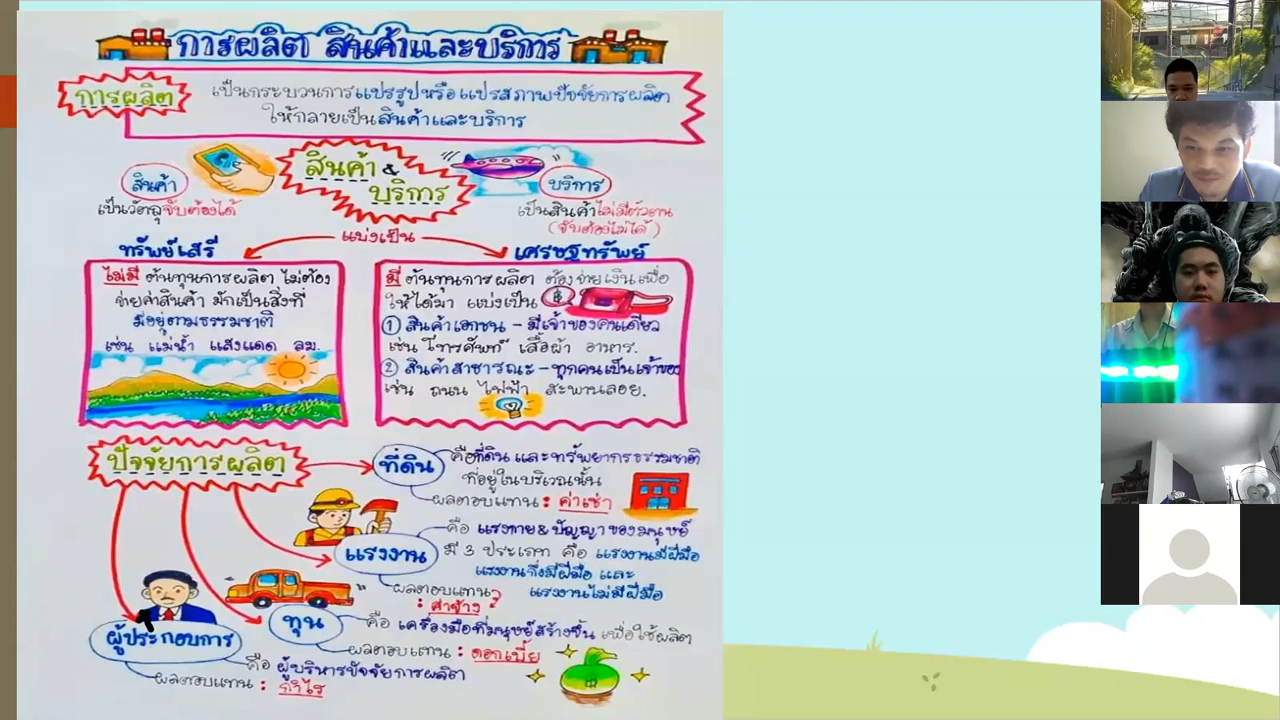 การผลิต สินค้าและบริการ
การผลิต
เป็นกระบวนการแปรรูปหรือแปรสภาพปัจจัยการผลิต
ให้กลายเป็นสินค้าและบริการ
สินค้า &
บริการ
สินค้า
เป็นวัตถุจับต้องได้
บริการ
เป็นสินค้าไม่มีตัวตน
(จับต้องไม่ได้)
แบ่งเป็น
ทรัพย์เสรี
ไม่มี ต้นทุนการผลิต ไม่ต้อง
จ่ายค่าสินค้า มักเป็นสิ่งที่
มีอยู่ตามธรรมชาติ
เช่น แม่น้ำ แสงแดด ลม.
เศรษฐทรัพย์
มี ต้นทุนการผลิต ต้องจ่ายเงินเพื่อ
ให้ได้มา แบ่งเป็น
① สินค้าเอกชน - มีเจ้าของคนเดียว
เช่น โทรศัพท์ เสื้อผ้า อาหาร.
② สินค้าสาธารณะ - ทุกคนเป็นเจ้าของ
เช่น ถนน ไฟฟ้า สะพานลอย.
ปัจจัยการผลิต
ที่ดิน
คือที่ดิน และทรัพยากรธรรมชาติ
ที่อยู่ในบริเวณนั้น
ผลตอบแทน : ค่าเช่า
แรงงาน
คือ แรงกาย & ปัญญาของมนุษย์
มี 3 ประเภท คือ แรงงานมีฝีมือ
แรงงานกึ่งมีฝีมือ และ
แรงงานไม่มีฝีมือ
ผลตอบแทน
: ค่าจ้าง
ทุน
คือ เครื่องมือที่มนุษย์สร้างขึ้น เพื่อใช้ผลิต
ผลตอบแทน : ดอกเบี้ย
ผู้ประกอบการ
คือ ผู้บริหารปัจจัยการผลิต
ผลตอบแทน : กำไร